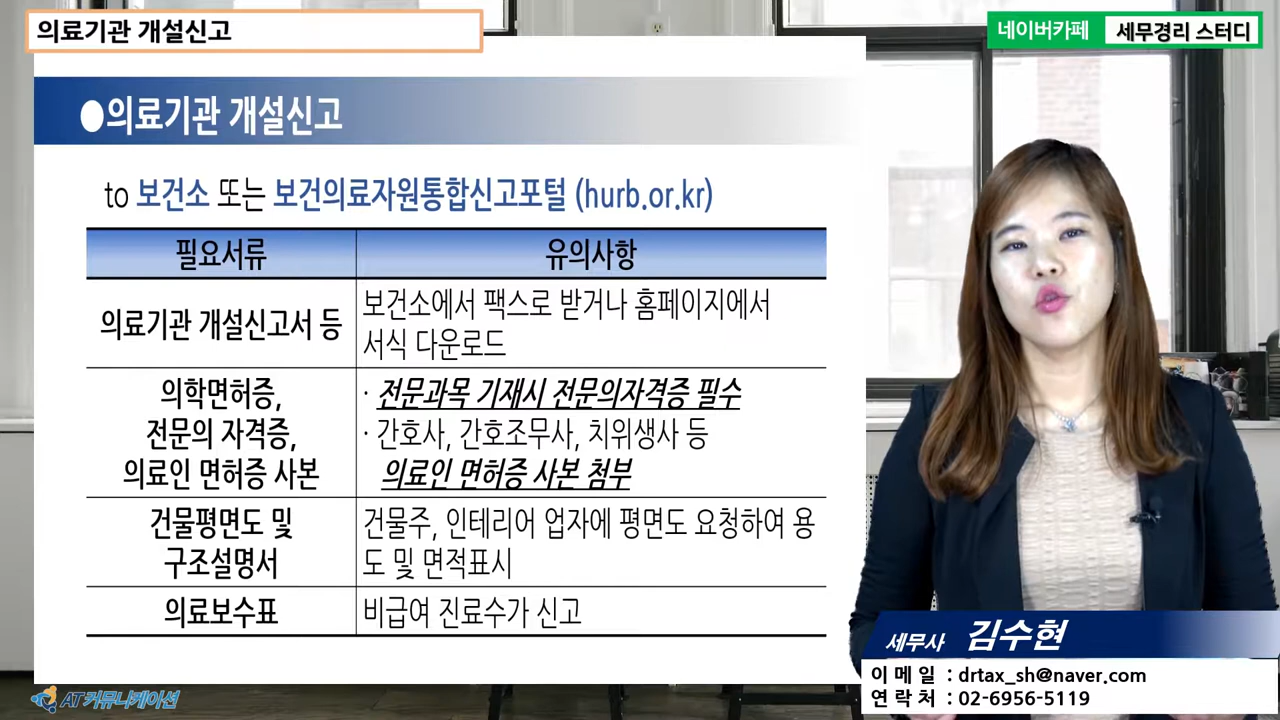 의료기관 개설신고
네이버카페 세무경리 스터디
●의료기관 개설신고
to 보건소 또는 보건의료자원통합신고포털 (hurb.or.kr)
필요서류 유의사항
의료기관 개설신고서 등
보건소에서 팩스로 받거나 홈페이지에서
서식 다운로드
의학면허증,
전문의 자격증,
의료인 면허증 사본
· 전문과목 기재시 전문의자격증 필수
· 간호사, 간호조무사, 치위생사 등
의료인 면허증 사본 첨부
건물평면도 및
구조설명서
건물주, 인테리어 업자에 평면도 요청하여 용
도 및 면적표시
의료보수표
비급여 진료수가 신고
세무사 김수현
이 메 일 : drtax_sh@naver.com
연 락 처 : 02-6956-5119
AT커뮤니케이션